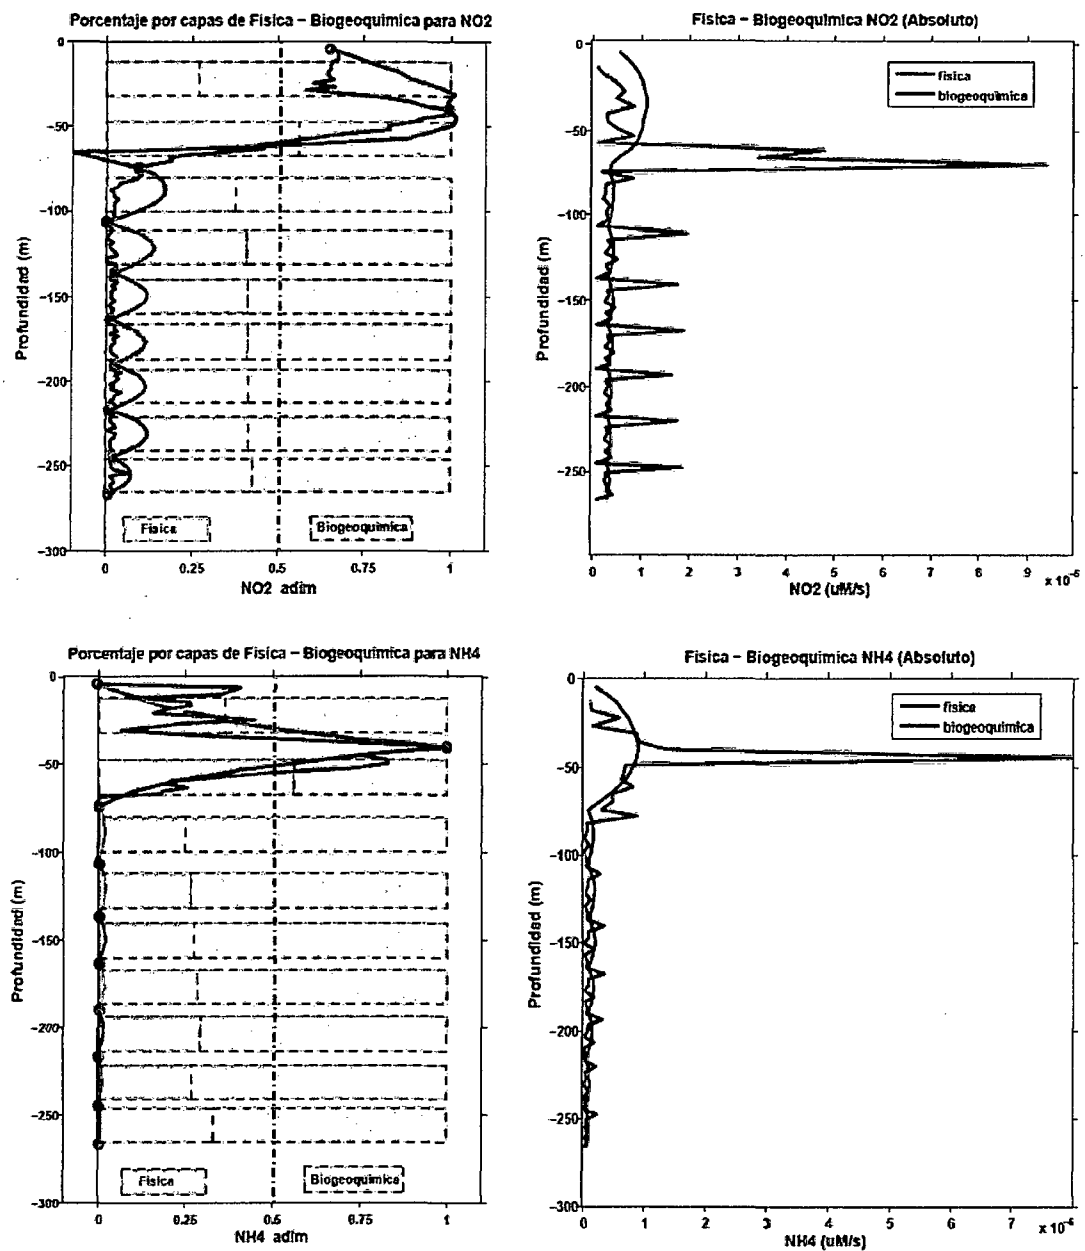 Porcentaje por capas de Fisica – Biogeoquimica para NO2
0
−50
−100
−150
−200
−250
−300
Profundidad (m)
Fisica
Biogeoquimica
0
0.25
0.5
0.75
1
NO2 adim
Fisica – Biogeoquimica NO2 (Absoluto)
fisica
biogeoquimica
0
−50
−100
−150
−200
−250
Profundidad (m)
0
1
2
3
4
5
6
7
8
9
x 10
NO2 (uM/s)
Porcentaje por capas de Fisica – Biogeoquimica para NH4
0
−50
−100
−150
−200
−250
−300
Profundidad (m)
Fisica
Biogeoquimica
0
0.25
0.5
0.75
1
NH4 adim
Fisica – Biogeoquimica NH4 (Absoluto)
fisica
biogeoquimica
0
−50
−100
−150
−200
−250
−300
Profundidad (m)
0
1
2
3
4
5
6
7
x 10
NH4 (uM/s)